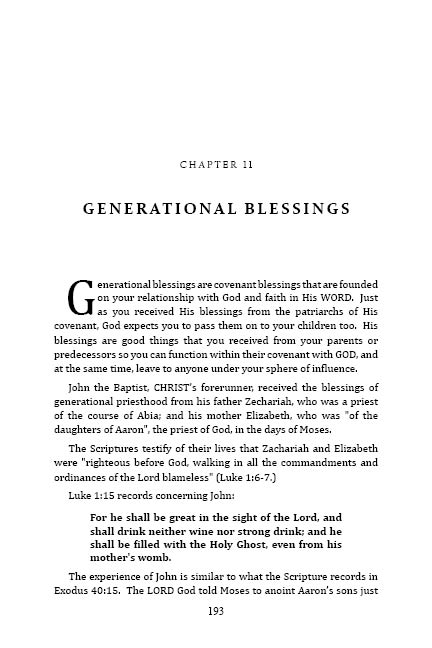 CHAPTER 11
GENERATIONAL BLESSINGS
Generational blessings are covenant blessings that are founded
on your relationship with God and faith in His WORD. Just
as you received His blessings from the patriarchs of His
covenant, God expects you to pass them on to your children too. His
blessings are good things that you received from your parents or
predecessors so you can function within their covenant with GOD, and
at the same time, leave to anyone under your sphere of influence.
John the Baptist, CHRIST's forerunner, received the blessings of
generational priesthood from his father Zechariah, who was a priest
of the course of Abia; and his mother Elizabeth, who was "of the
daughters of Aaron", the priest of God, in the days of Moses.
The Scriptures testify of their lives that Zachariah and Elizabeth
were "righteous before God, walking in all the commandments and
ordinances of the Lord blameless" (Luke 1:6-7.)
Luke 1:15 records concerning John:
For he shall be great in the sight of the Lord, and
shall drink neither wine nor strong drink; and he
shall be filled with the Holy Ghost, even from his
mother's womb.
The experience of John is similar to what the Scripture records in
Exodus 40:15. The LORD God told Moses to anoint Aaron's sons just
193